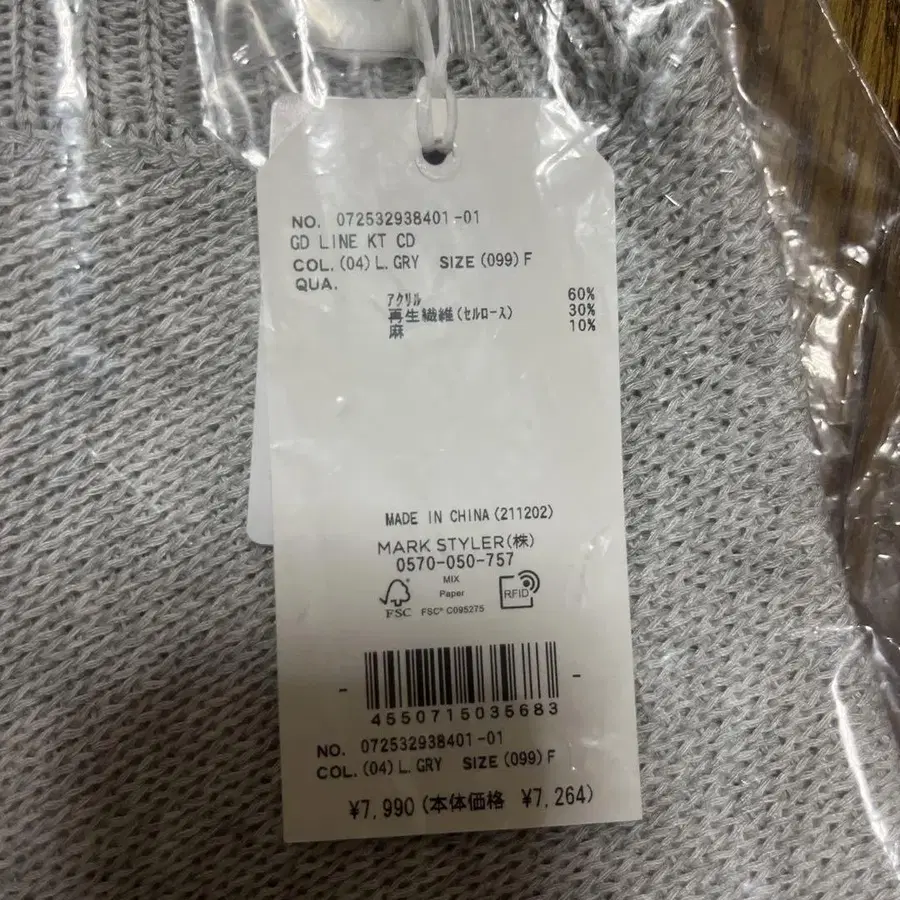 NO. 072532938401-01
GD LINE KT CD
COL.(04)L.GRY SIZE(099)F
QUA.
ｱｸﾘﾙ 60%
再生繊維(ｾﾙﾛｰｽ) 30%
麻 10%
MADE IN CHINA(211202)
MARK STYLER(株)
0570-050-757
FSC
MIX
Paper
FSC® C095275
RFID
4550715035683
NO. 072532938401-01
COL.(04)L.GRY SIZE(099)F
¥7,990(本体価格 ¥7,264)